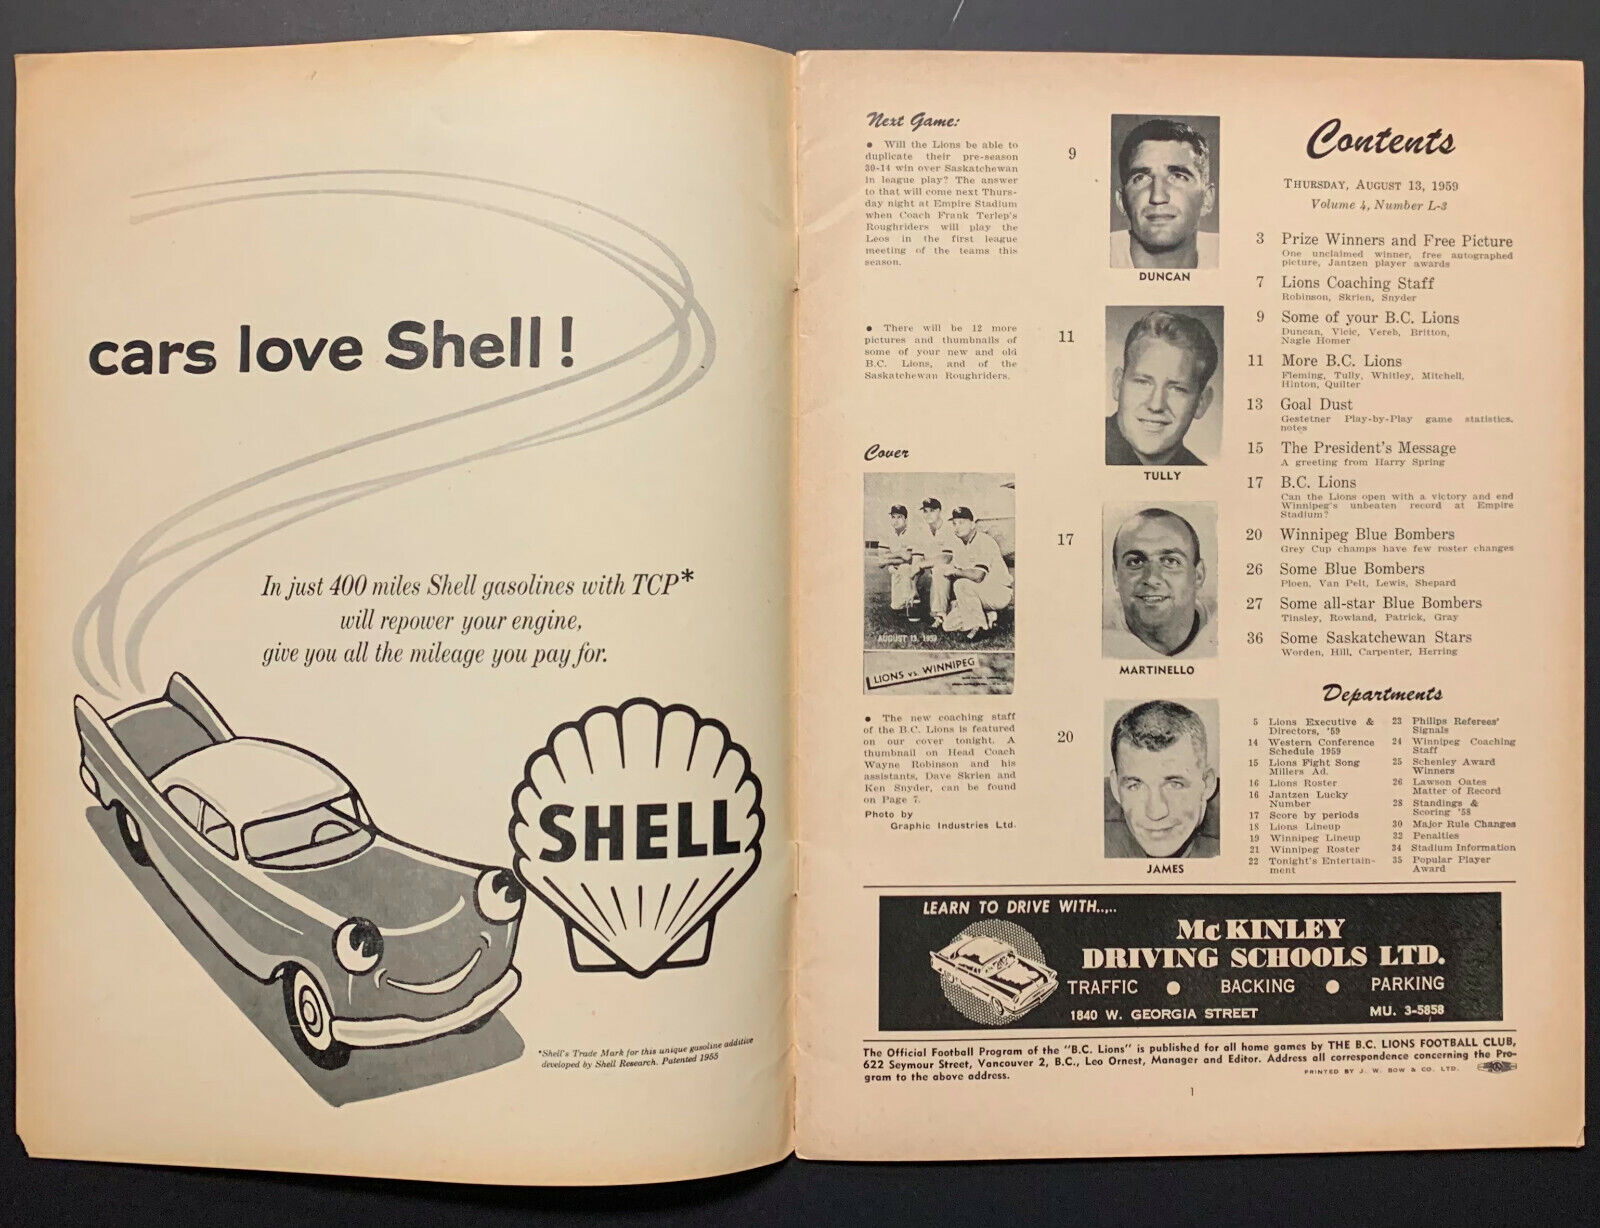 cars love Shell!
In just 400 miles Shell gasolines with TCP*
will repower your engine,
give you all the mileage you pay for.
SHELL
*Shell's Trade Mark for this unique gasoline additive
developed by Shell Research. Patented 1955
Next Game:
• Will the Lions be able to
duplicate their pre-season
30-14 win over Saskatchewan
in league play? The answer
to that will come next Thurs-
day night at Empire Stadium
when Coach Frank Terlep's
Roughriders will play the
Leos in the first league
meeting of the teams this
season.
• There will be 12 more
pictures and thumbnails of
some of your new and old
B.C. Lions, and of the
Saskatchewan Roughriders.
Cover
AUGUST 13, 1959
LIONS vs. WINNIPEG
• The new coaching staff
of the B.C. Lions is featured
on our cover tonight. A
thumbnail on Head Coach
Wayne Robinson and his
assistants, Dave Skrien and
Ken Snyder, can be found
on Page 7.
Photo by
Graphic Industries Ltd.
9
DUNCAN
11
TULLY
17
MARTINELLO
20
JAMES
Contents
THURSDAY, AUGUST 13, 1959
Volume 4, Number L-3
3 Prize Winners and Free Picture
One unclaimed winner, free autographed
picture, Jantzen player awards
7 Lions Coaching Staff
Robinson, Skrien, Snyder
9 Some of your B.C. Lions
Duncan, Vicic, Vereb, Britton,
Nagle Homer
11 More B.C. Lions
Fleming, Tully, Whitley, Mitchell,
Hinton, Quilter
13 Goal Dust
Gestetner Play-by-Play game statistics,
notes
15 The President's Message
A greeting from Harry Spring
17 B.C. Lions
Can the Lions open with a victory and end
Winnipeg's unbeaten record at Empire
Stadium?
20 Winnipeg Blue Bombers
Grey Cup champs have few roster changes
26 Some Blue Bombers
Ploen, Van Pelt, Lewis, Shepard
27 Some all-star Blue Bombers
Tinsley, Rowland, Patrick, Gray
36 Some Saskatchewan Stars
Worden, Hill, Carpenter, Herring
Departments
5 Lions Executive &
Directors, '59
14 Western Conference
Schedule 1959
15 Lions Fight Song
Millers Ad.
16 Lions Roster
16 Jantzen Lucky
Number
17 Score by periods
18 Lions Lineup
19 Winnipeg Lineup
21 Winnipeg Roster
22 Tonight's Entertain-
ment
23 Philips Referees'
Signals
24 Winnipeg Coaching
Staff
25 Schenley Award
Winners
26 Lawson Oates
Matter of Record
28 Standings &
Scoring '58
30 Major Rule Changes
32 Penalties
34 Stadium Information
35 Popular Player
Award
LEARN TO DRIVE WITH.....
McKINLEY
DRIVING SCHOOLS LTD.
TRAFFIC • BACKING • PARKING
1840 W. GEORGIA STREET MU. 3-5858
The Official Football Program of the "B.C. Lions" is published for all home games by THE B.C. LIONS FOOTBALL CLUB,
622 Seymour Street, Vancouver 2, B.C., Leo Ornest, Manager and Editor. Address all correspondence concerning the Pro-
gram to the above address.
PRINTED BY J. W. BOW & CO. LTD.
1